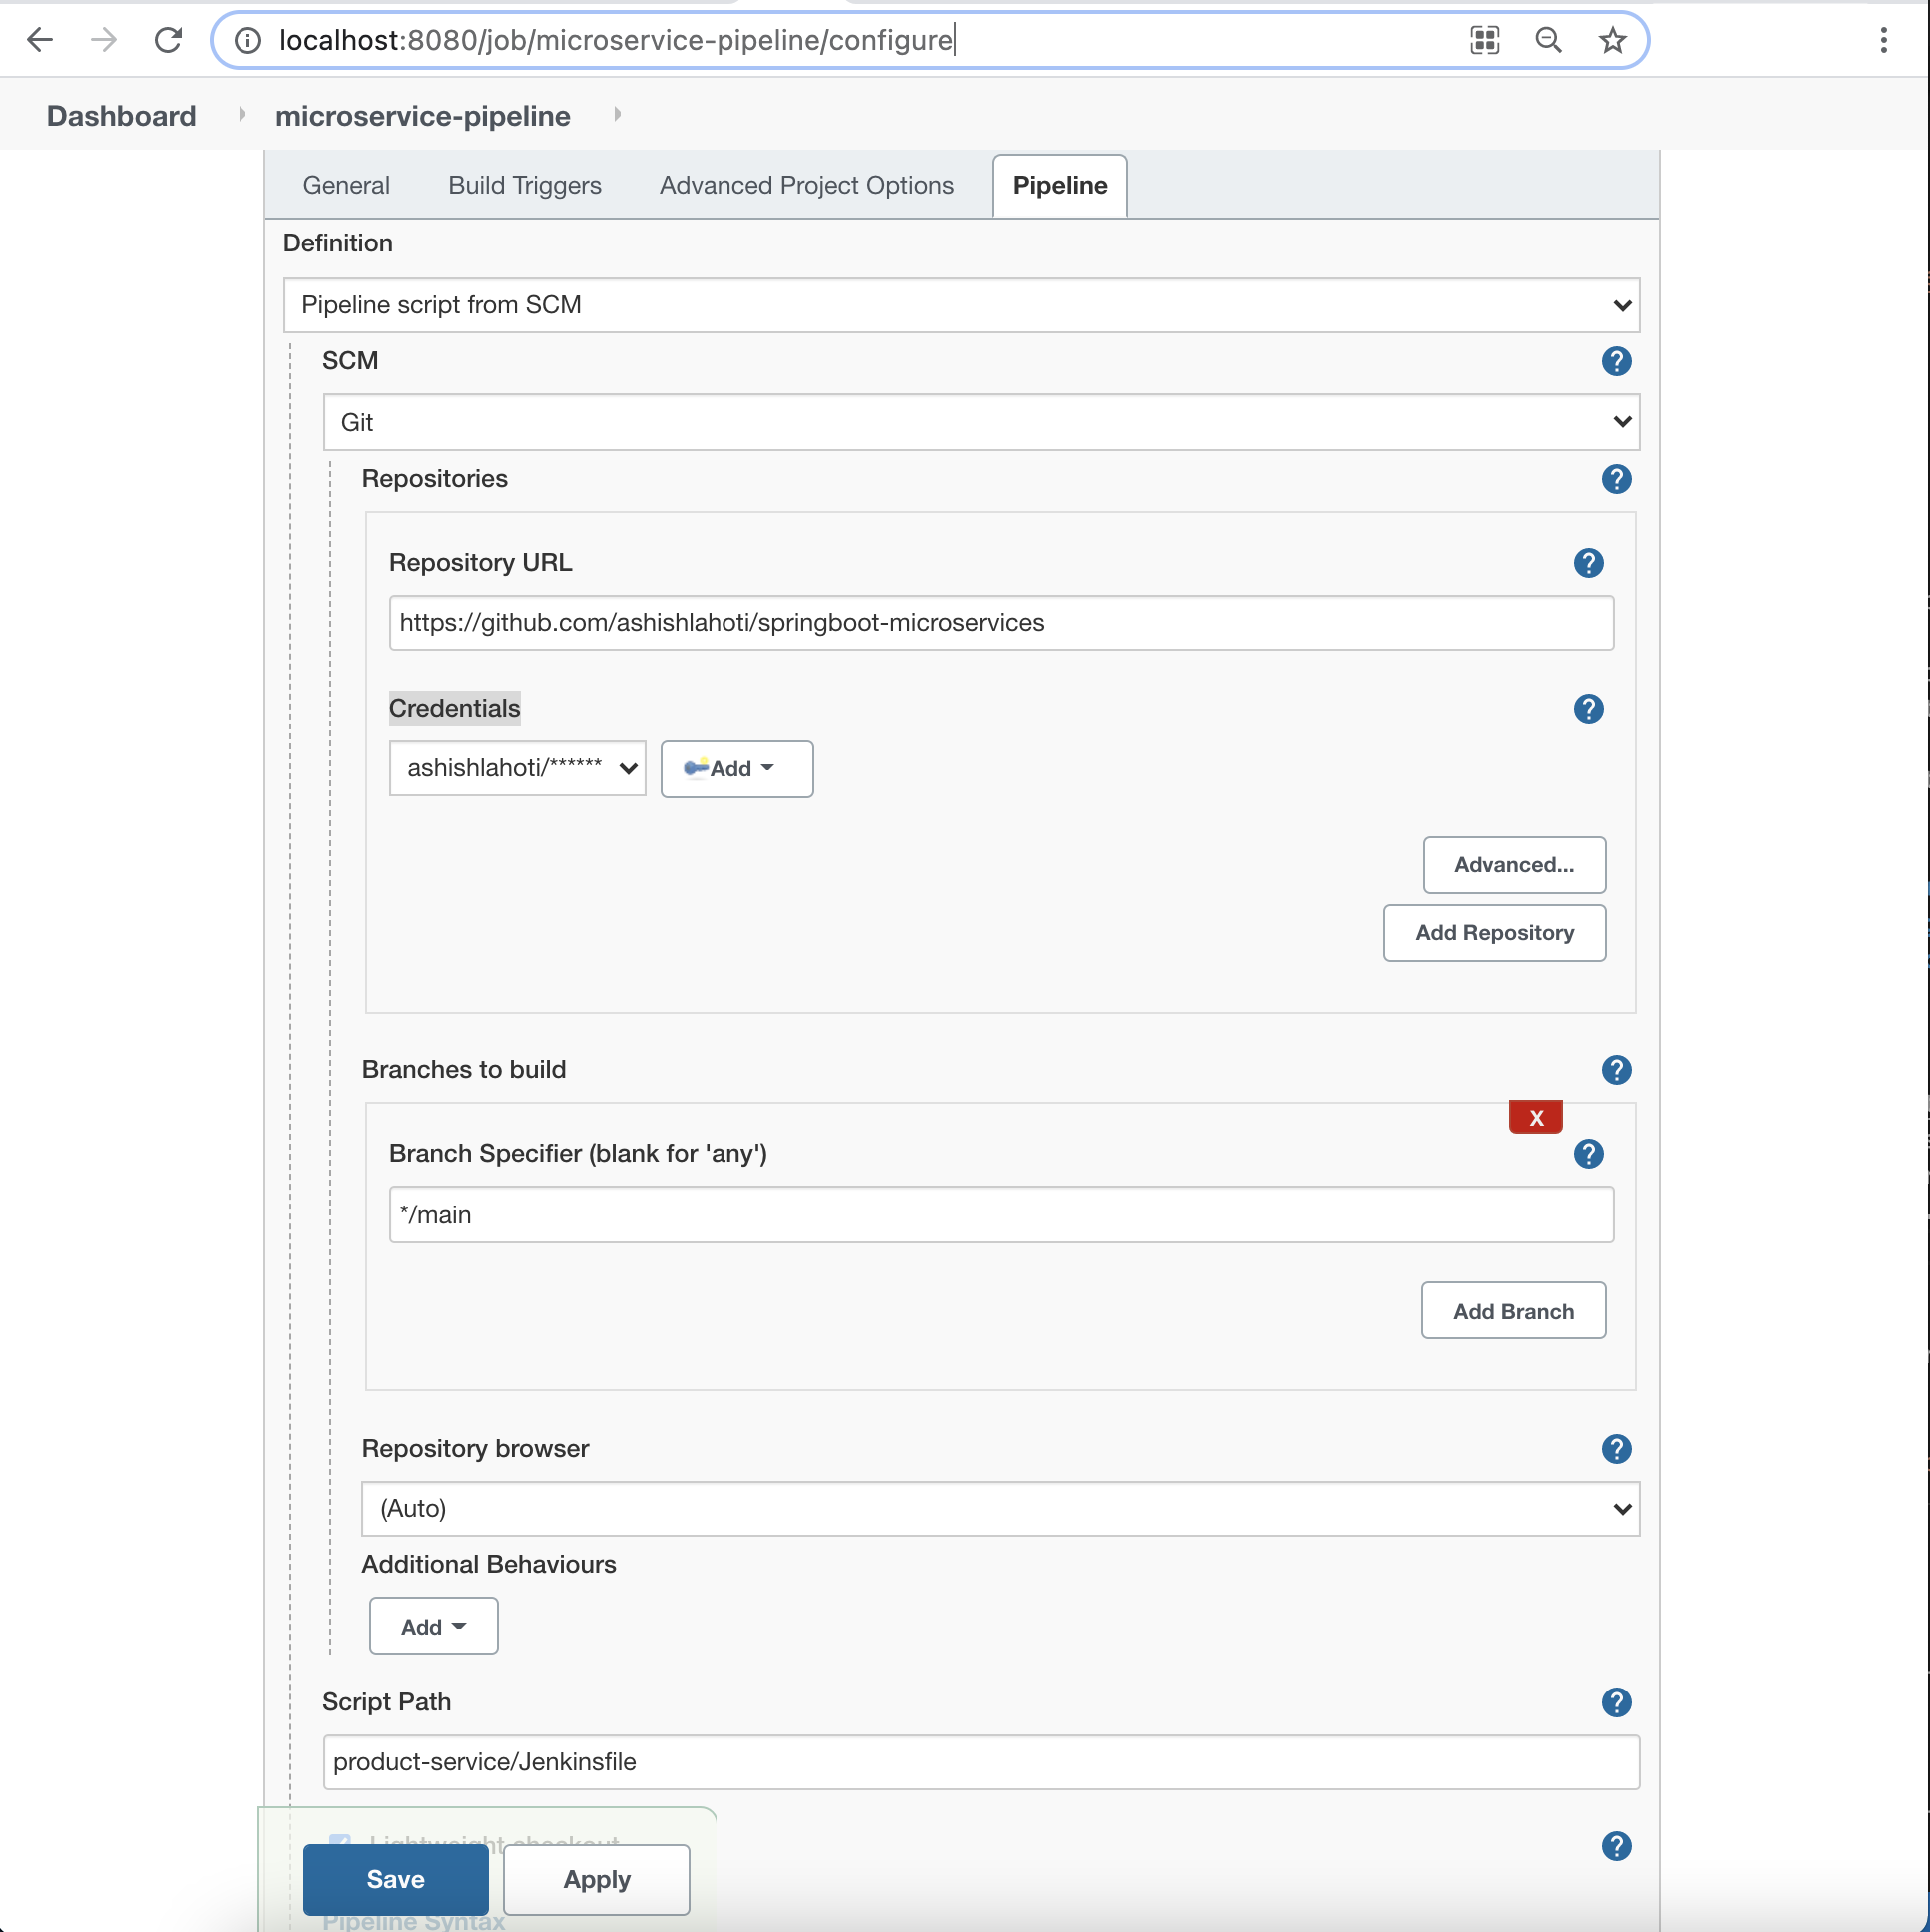 localhost:8080/job/microservice-pipeline/configure
Dashboard microservice-pipeline
General Build Triggers Advanced Project Options Pipeline
Definition
Pipeline script from SCM
SCM
?
Git
Repositories
?
Repository URL
?
https://github.com/ashishlahoti/springboot-microservices
Credentials
?
ashishlahoti/****** Add
Advanced...
Add Repository
Branches to build
?
X
Branch Specifier (blank for 'any')
?
*/main
Add Branch
Repository browser
?
(Auto)
Additional Behaviours
Add
Script Path
?
product-service/Jenkinsfile
Lightweight checkout
?
Save Apply
Pipeline Syntax